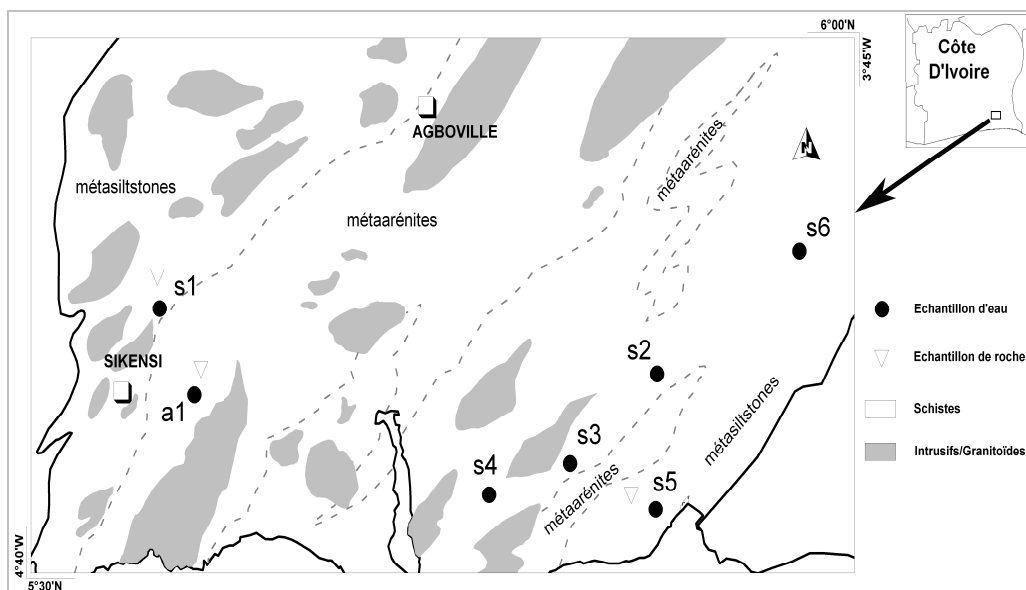 6°00'N
3°45'W
Côte
D'Ivoire
AGBOVILLE
N
métaarénites
métasiltstones
métaarénites
s6
s1
Echantillon d'eau
SIKENSI
s2
Echantillon de roche
a1
métasiltstones
Schistes
s3
Intrusifs/Granitoïdes
s4
métaarénites
s5
4°40'W
5°30'N